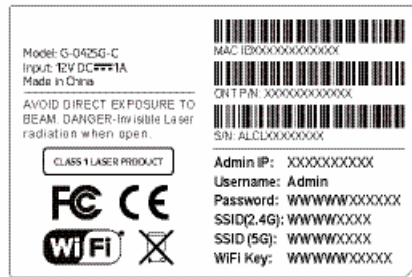 Model: G-0425G-C
Input: 12V DC⎓1A
Made in China
AVOID DIRECT EXPOSURE TO
BEAM. DANGER-Invisible Laser
radiation when open.
CLASS 1 LASER PRODUCT
FC CE
WiFi
MAC ID:XXXXXXXXXXXX
ONT P/N: XXXXXXXXXXXX
S/N: ALCLXXXXXXXX
Admin IP: XXXXXXXXXX
Username: Admin
Password: WWWWWXXXXXX
SSID(2.4G): WWWWXXXX
SSID (5G): WWWWXXXX
WiFi Key: WWWWXXXXX